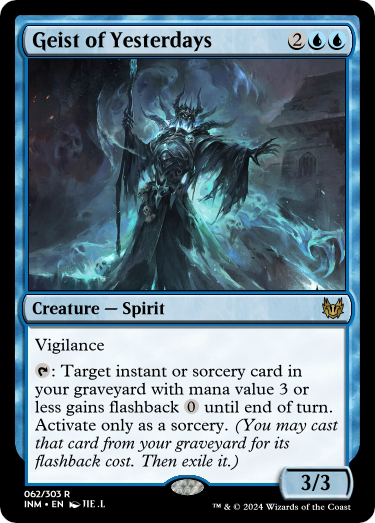 Geist of Yesterdays 2UU
Creature — Spirit
Vigilance
: Target instant or sorcery card in
your graveyard with mana value 3 or
less gains flashback 0 until end of turn.
Activate only as a sorcery. (You may cast
that card from your graveyard for its
flashback cost. Then exile it.)
3/3
062/303 R
INM • EN
™ & © 2024 Wizards of the Coast